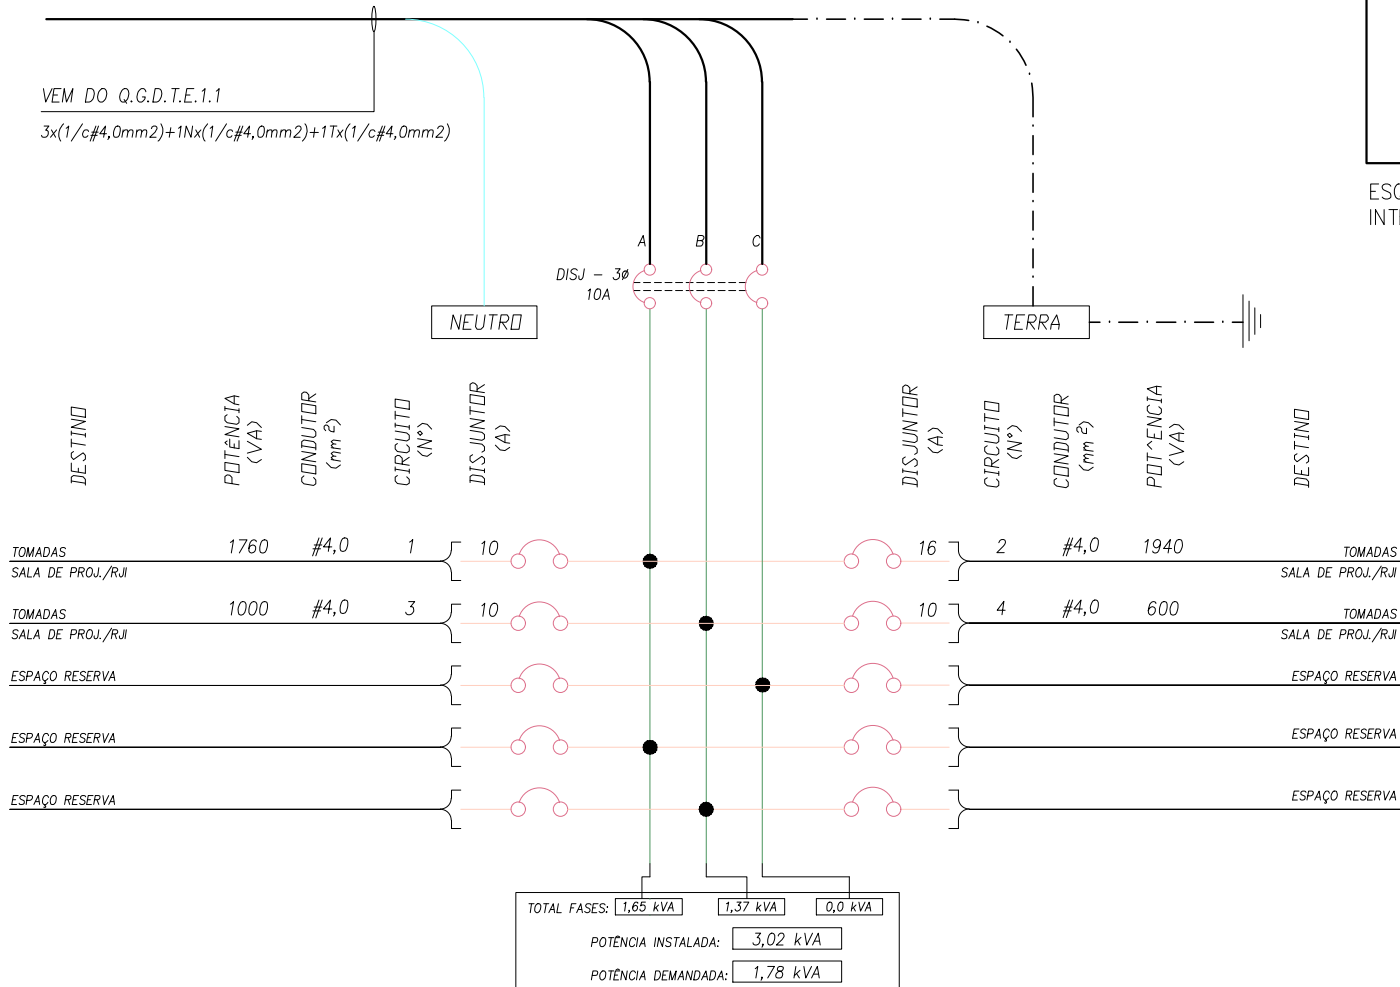 VEM DO Q.G.D.T.E.1.1
3x(1/c#4,0mm2)+1Nx(1/c#4,0mm2)+1Tx(1/c#4,0mm2)
ESQ
INT
A B C
DISJ - 3ø
10A
NEUTRO
TERRA
DESTINO
POTÊNCIA
(VA)
CONDUTOR
(mm²)
CIRCUITO
(N°)
DISJUNTOR
(A)
DISJUNTOR
(A)
CIRCUITO
(N°)
CONDUTOR
(mm²)
POT^ENCIA
(VA)
DESTINO
TOMADAS 1760 #4,0 1 10 16 2 #4,0 1940 TOMADAS
SALA DE PROJ./RJI SALA DE PROJ./RJI
TOMADAS 1000 #4,0 3 10 10 4 #4,0 600 TOMADAS
SALA DE PROJ./RJI SALA DE PROJ./RJI
ESPAÇO RESERVA ESPAÇO RESERVA
ESPAÇO RESERVA ESPAÇO RESERVA
ESPAÇO RESERVA ESPAÇO RESERVA
TOTAL FASES: 1,65 kVA 1,37 kVA 0,0 kVA
POTÊNCIA INSTALADA: 3,02 kVA
POTÊNCIA DEMANDADA: 1,78 kVA